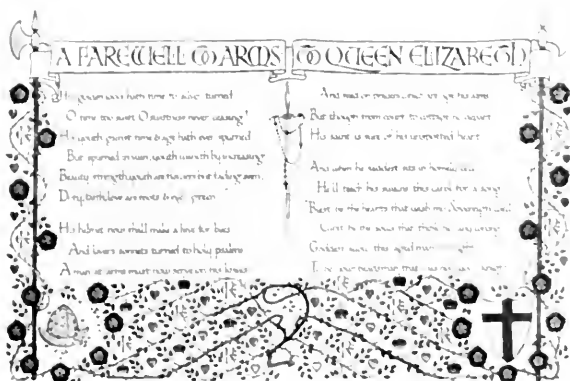 A FAREWELL TO ARMS TO QUEEN ELIZABETH
His golden locks hath time to silver turned
O time too swift O swiftness never ceasing!
His youth gainst time & age hath ever spurned
But spurned in vain, youth waneth by increasing
Beauty strength youth are flowers but fading seen,
Duty faith love are roots & ever green
His helmet now shall make a hive for bees
And lovers sonnets turned to holy psalms
A man at arms must now serve on his knees
And feed on prayers, his alms
But though from court to cottage he depart
His saint is sure of his unspotted heart
And when he saddest sits in homely cell
He'll teach his swains this carol for a song
Blest be the hearts that wish my Sovereign well
Curst be the souls that think her any wrong
Goddess allow this aged man right
To be your beadsman that was your knight